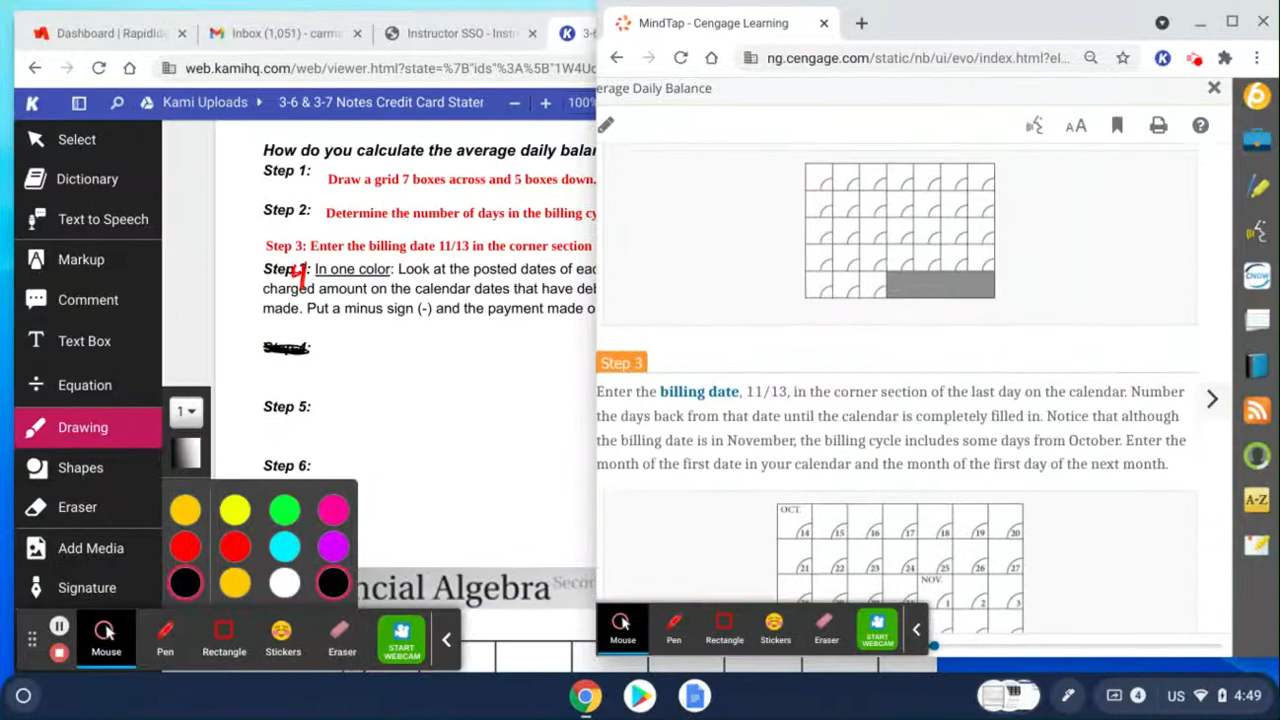 Dashboard | RapidIde
Inbox (1,051) - carma
Instructor SSO - Instr
3-6
MindTap - Cengage Learning
web.kamihq.com/web/viewer.html?state=%7B"ids"%3A%5B"1W4Ud
ng.cengage.com/static/nb/ui/evo/index.html?el...
Kami Uploads
3-6 & 3-7 Notes Credit Card Stater
100%
erage Daily Balance
Select
Dictionary
Text to Speech
Markup
Comment
Text Box
Equation
Drawing
Shapes
Eraser
Add Media
Signature
1
How do you calculate the average daily balan
Step 1:
Draw a grid 7 boxes across and 5 boxes down.
Step 2:
Determine the number of days in the billing cy
Step 3: Enter the billing date 11/13 in the corner section
Step 4: In one color: Look at the posted dates of eac
charged amount on the calendar dates that have deb
made. Put a minus sign (-) and the payment made o
Step 5:
Step 6:
ncial Algebra
AA
Step 3
Enter the billing date, 11/13, in the corner section of the last day on the calendar. Number
the days back from that date until the calendar is completely filled in. Notice that although
the billing date is in November, the billing cycle includes some days from October. Enter the
month of the first date in your calendar and the month of the first day of the next month.
OCT.
14 15 16 17 18 19 20
21 22 23 24 25 26 27
NOV.
1 2 3
CNOW
A-Z
Mouse
Pen
Rectangle
Stickers
Eraser
START WEBCAM
Mouse
Pen
Rectangle
Stickers
Eraser
START WEBCAM
4
US
4:49